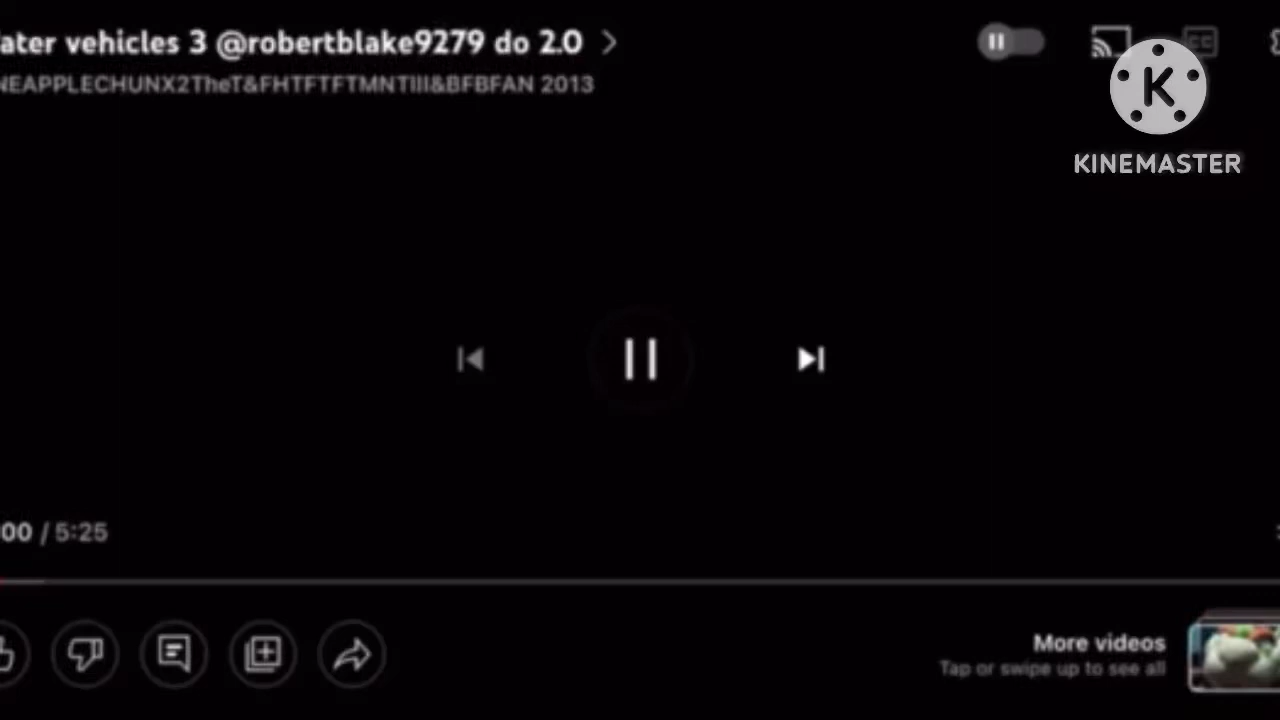 ater vehicles 3 @robertblake9279 do 2.0
NEAPPLECHUNX2TheT&FHTFTFTMNTIII&BFBFAN 2013
CC
K
KINEMASTER
00 / 5:25
More videos
Tap or swipe up to see all